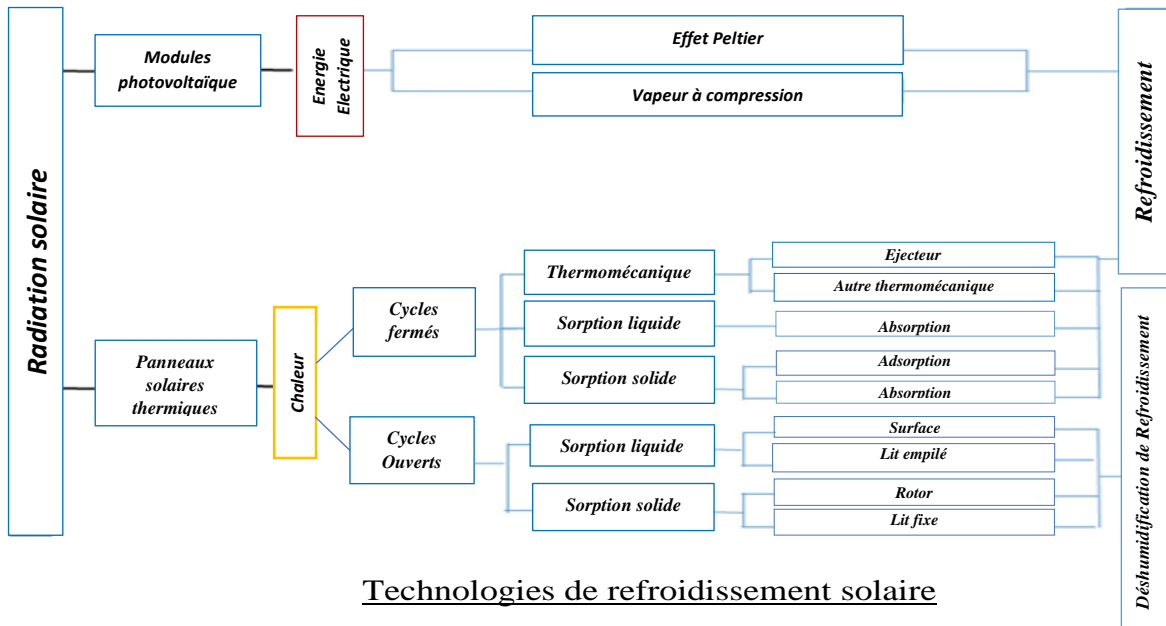 Radiation solaire
Modules
photovoltaïque
Energie
Electrique
Effet Peltier
Vapeur à compression
Refroidissement
Panneaux
solaires
thermiques
Chaleur
Cycles
fermés
Thermomécanique
Ejecteur
Autre thermomécanique
Sorption liquide
Absorption
Sorption solide
Adsorption
Absorption
Cycles
Ouverts
Sorption liquide
Surface
Lit empilé
Sorption solide
Rotor
Lit fixe
Déshumidification de Refroidissement
Technologies de refroidissement solaire